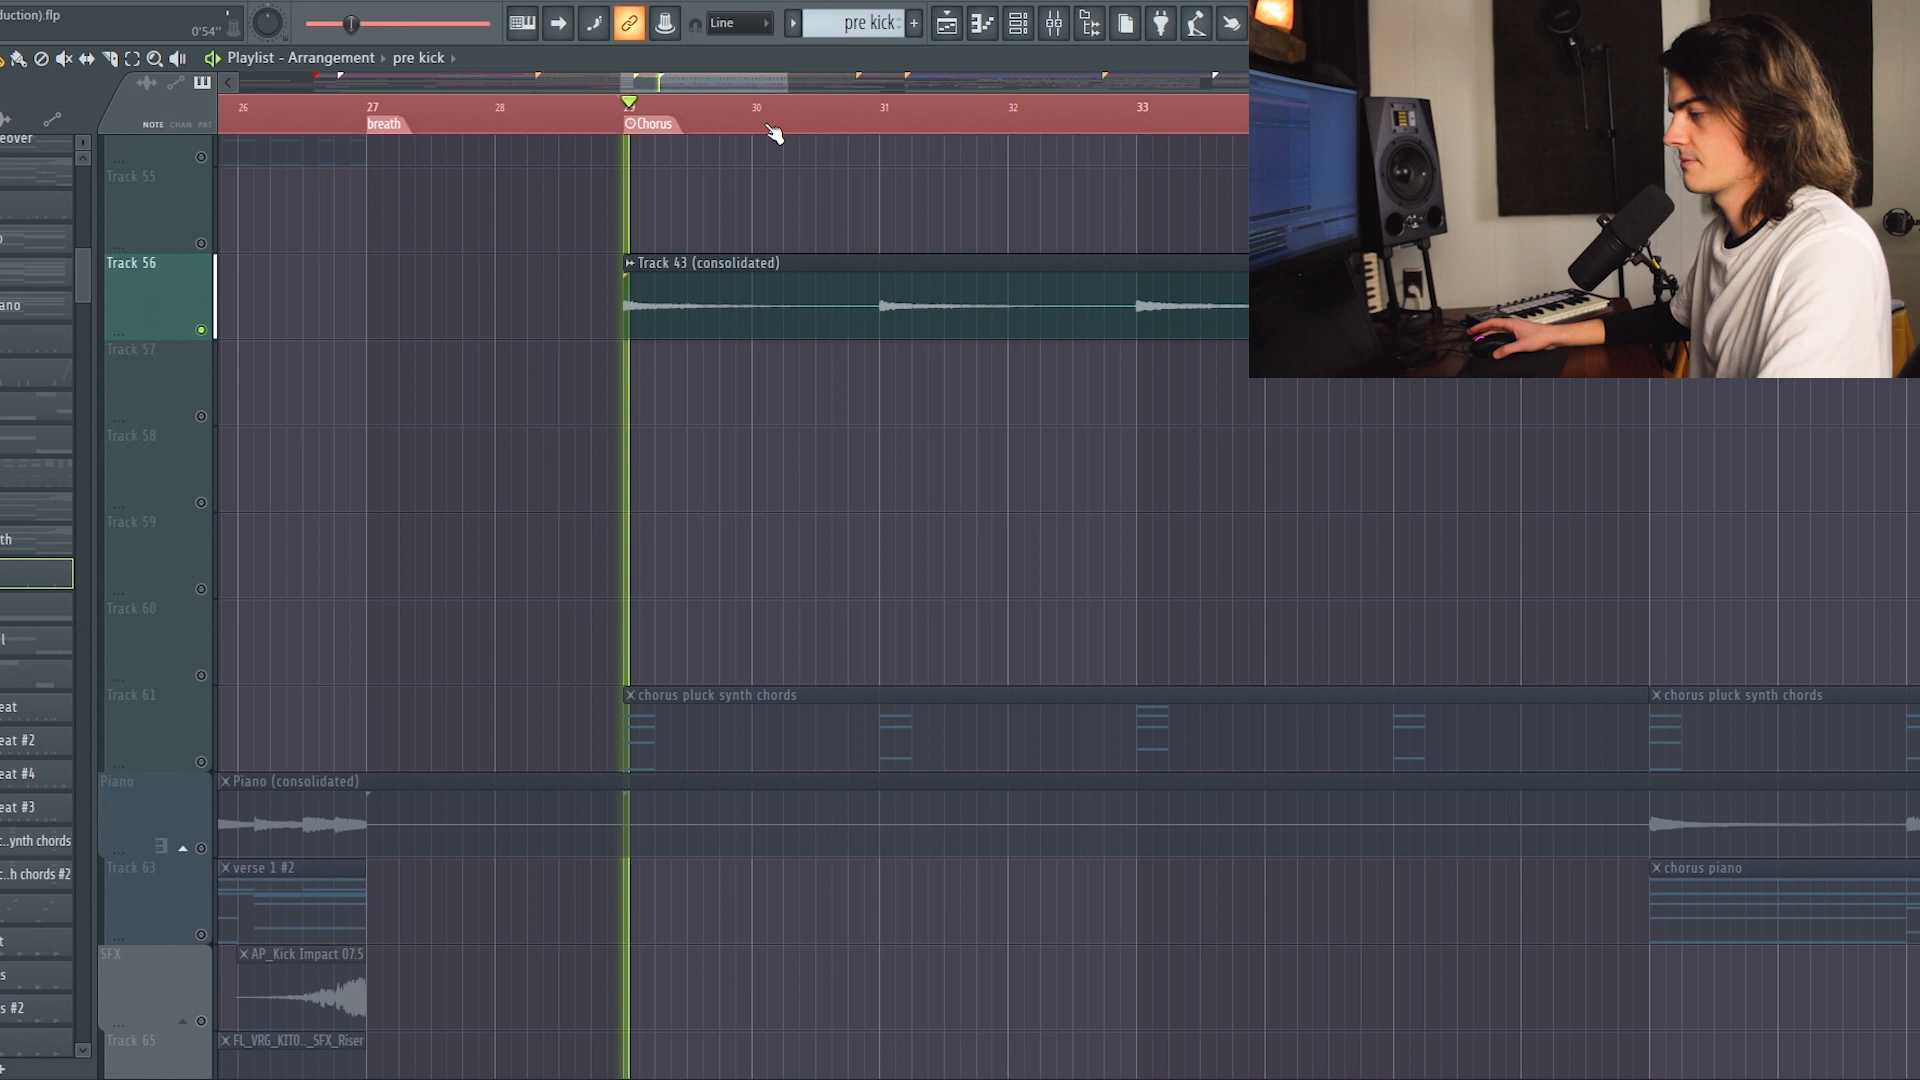 duction).flp
0'54"
Line
pre kick
Playlist - Arrangement
pre kick
NOTE CHAN PAT
26
27
28
29
30
31
32
33
breath
Chorus
eover
ano
th
l
eat
eat #2
eat #4
eat #3
c..ynth chords
c..h chords #2
t
s
s #2
Track 55
Track 56
Track 43 (consolidated)
Track 57
Track 58
Track 59
Track 60
Track 61
chorus pluck synth chords
chorus pluck synth chords
Piano
Piano (consolidated)
Track 63
verse 1 #2
chorus piano
SFX
AP_Kick Impact 07.5
Track 65
FL_VRG_KIT0.._SFX_Riser